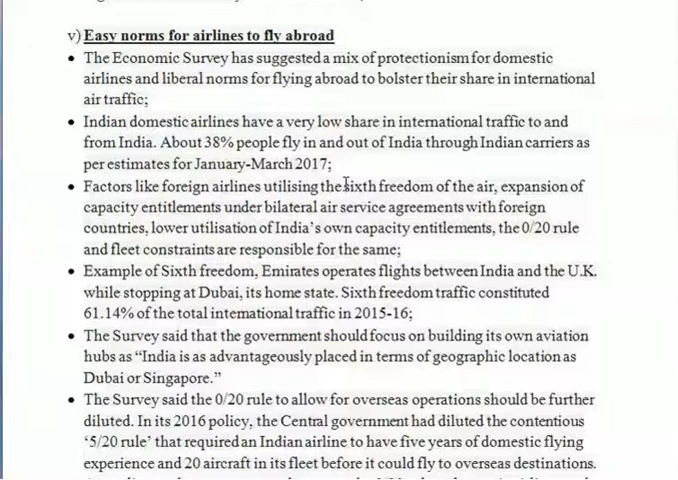 v) Easy norms for airlines to fly abroad
• The Economic Survey has suggested a mix of protectionism for domestic
airlines and liberal norms for flying abroad to bolster their share in international
air traffic;
• Indian domestic airlines have a very low share in international traffic to and
from India. About 38% people fly in and out of India through Indian carriers as
per estimates for January-March 2017;
• Factors like foreign airlines utilising the sixth freedom of the air, expansion of
capacity entitlements under bilateral air service agreements with foreign
countries, lower utilisation of India's own capacity entitlements, the 0/20 rule
and fleet constraints are responsible for the same;
• Example of Sixth freedom, Emirates operates flights between India and the U.K.
while stopping at Dubai, its home state. Sixth freedom traffic constituted
61.14% of the total international traffic in 2015-16;
• The Survey said that the government should focus on building its own aviation
hubs as “India is as advantageously placed in terms of geographic location as
Dubai or Singapore.”
• The Survey said the 0/20 rule to allow for overseas operations should be further
diluted. In its 2016 policy, the Central government had diluted the contentious
‘5/20 rule’ that required an Indian airline to have five years of domestic flying
experience and 20 aircraft in its fleet before it could fly to overseas destinations.